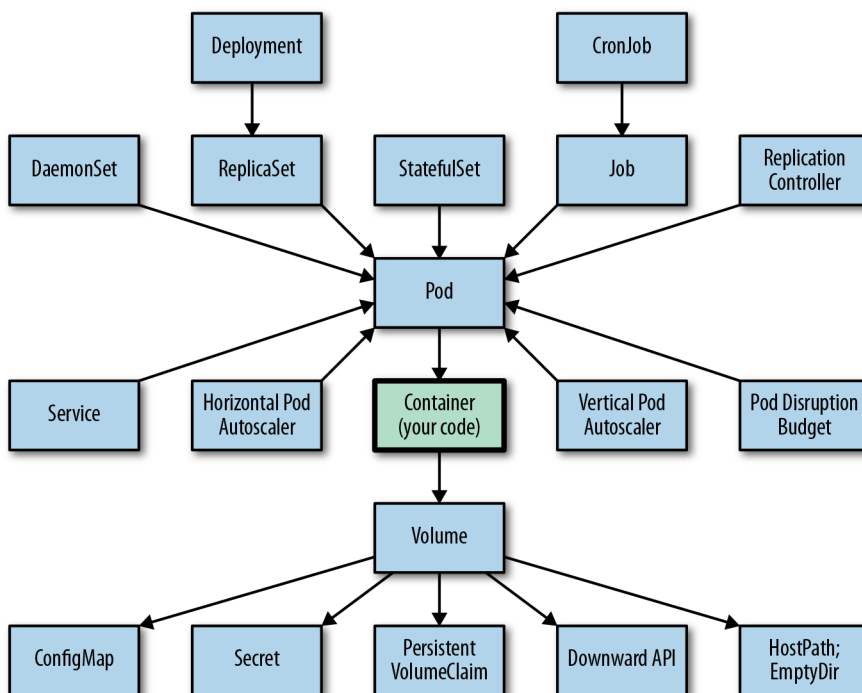 Deployment
CronJob
DaemonSet
ReplicaSet
StatefulSet
Job
Replication
Controller
Pod
Service
Horizontal Pod
Autoscaler
Container
(your code)
Vertical Pod
Autoscaler
Pod Disruption
Budget
Volume
ConfigMap
Secret
Persistent
VolumeClaim
Downward API
HostPath;
EmptyDir